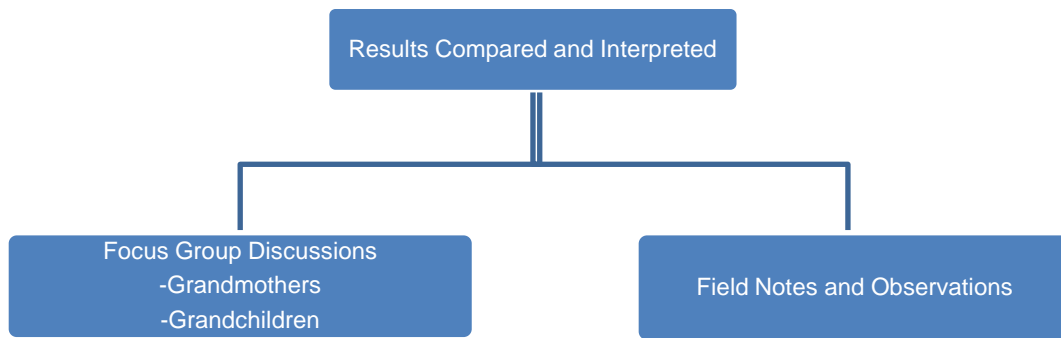 Results Compared and Interpreted
Focus Group Discussions
-Grandmothers
-Grandchildren
Field Notes and Observations